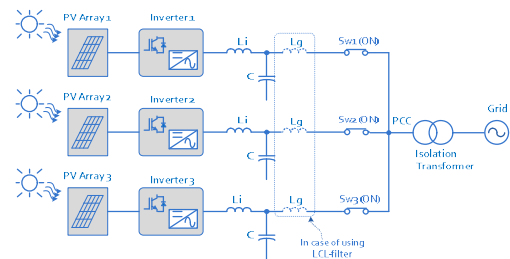 PV Array 1
Inverter 1
Li
Lg
Sw1 (ON)
C
PV Array 2
Inverter 2
Li
Lg
Sw2 (ON)
PCC
Grid
C
Isolation
Transformer
PV Array 3
Inverter 3
Li
Lg
Sw3 (ON)
C
In case of using
LCL-filter